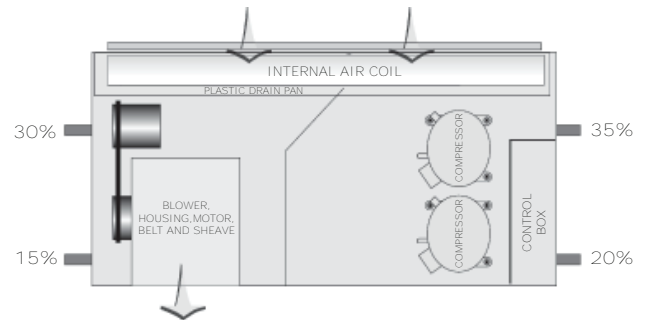 INTERNAL AIR COIL
PLASTIC DRAIN PAN
30%
35%
COMPRESSOR
BLOWER,
HOUSING,MOTOR,
BELT AND SHEAVE
COMPRESSOR
CONTROL
BOX
15%
20%